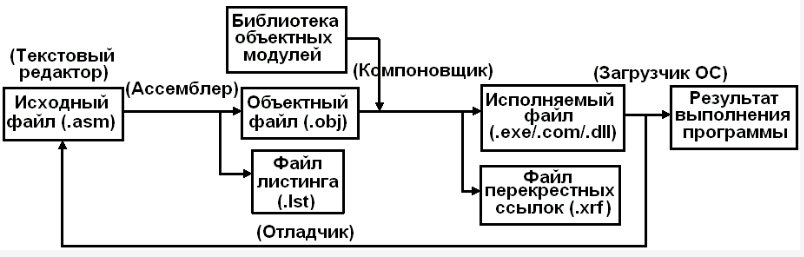 Библиотека
объектных
модулей
(Текстовый
редактор)
(Ассемблер)
(Компоновщик)
(Загрузчик ОС)
Исходный
файл (.asm)
Объектный
файл (.obj)
Исполняемый
файл
(.exe/.com/.dll)
Результат
выполнения
программы
Файл
листинга
(.lst)
Файл
перекрестных
ссылок (.xrf)
(Отладчик)